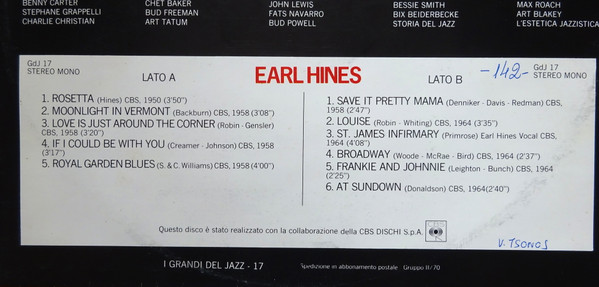 BENNY CARTER CHET BAKER JOHN LEWIS BESSIE SMITH MAX ROACH
STEPHANE GRAPPELLI BUD FREEMAN FATS NAVARRO BIX BEIDERBECKE ART BLAKEY
CHARLIE CHRISTIAN ART TATUM BUD POWELL STORIA DEL JAZZ L'ESTETICA JAZZISTICA
GdJ 17
STEREO MONO
LATO A
EARL HINES
LATO B
-142-
GdJ 17
STEREO MONO
1. ROSETTA (Hines) CBS, 1950 (3'50")
2. MOONLIGHT IN VERMONT (Backburn) CBS, 1958 (3'08")
3. LOVE IS JUST AROUND THE CORNER (Robin - Gensler)
CBS, 1958 (3'20")
4. IF I COULD BE WITH YOU (Creamer - Johnson) CBS, 1958
(3'17")
5. ROYAL GARDEN BLUES (S. & C. Williams) CBS, 1958 (4'00")
1. SAVE IT PRETTY MAMA (Denniker - Davis - Redman) CBS,
1958 (2'47")
2. LOUISE (Robin - Whiting) CBS, 1964 (3'35")
3. ST. JAMES INFIRMARY (Primrose) Earl Hines Vocal CBS,
1964 (4'08")
4. BROADWAY (Woode - McRae - Bird) CBS, 1964 (2'37")
5. FRANKIE AND JOHNNIE (Leighton - Bunch) CBS, 1964
(2'25")
6. AT SUNDOWN (Donaldson) CBS, 1964(2'40")
Questo disco è stato realizzato con la collaborazione della CBS DISCHI S.p.A.
V. TSONOS
I GRANDI DEL JAZZ - 17
Spedizione in abbonamento postale Gruppo II/70